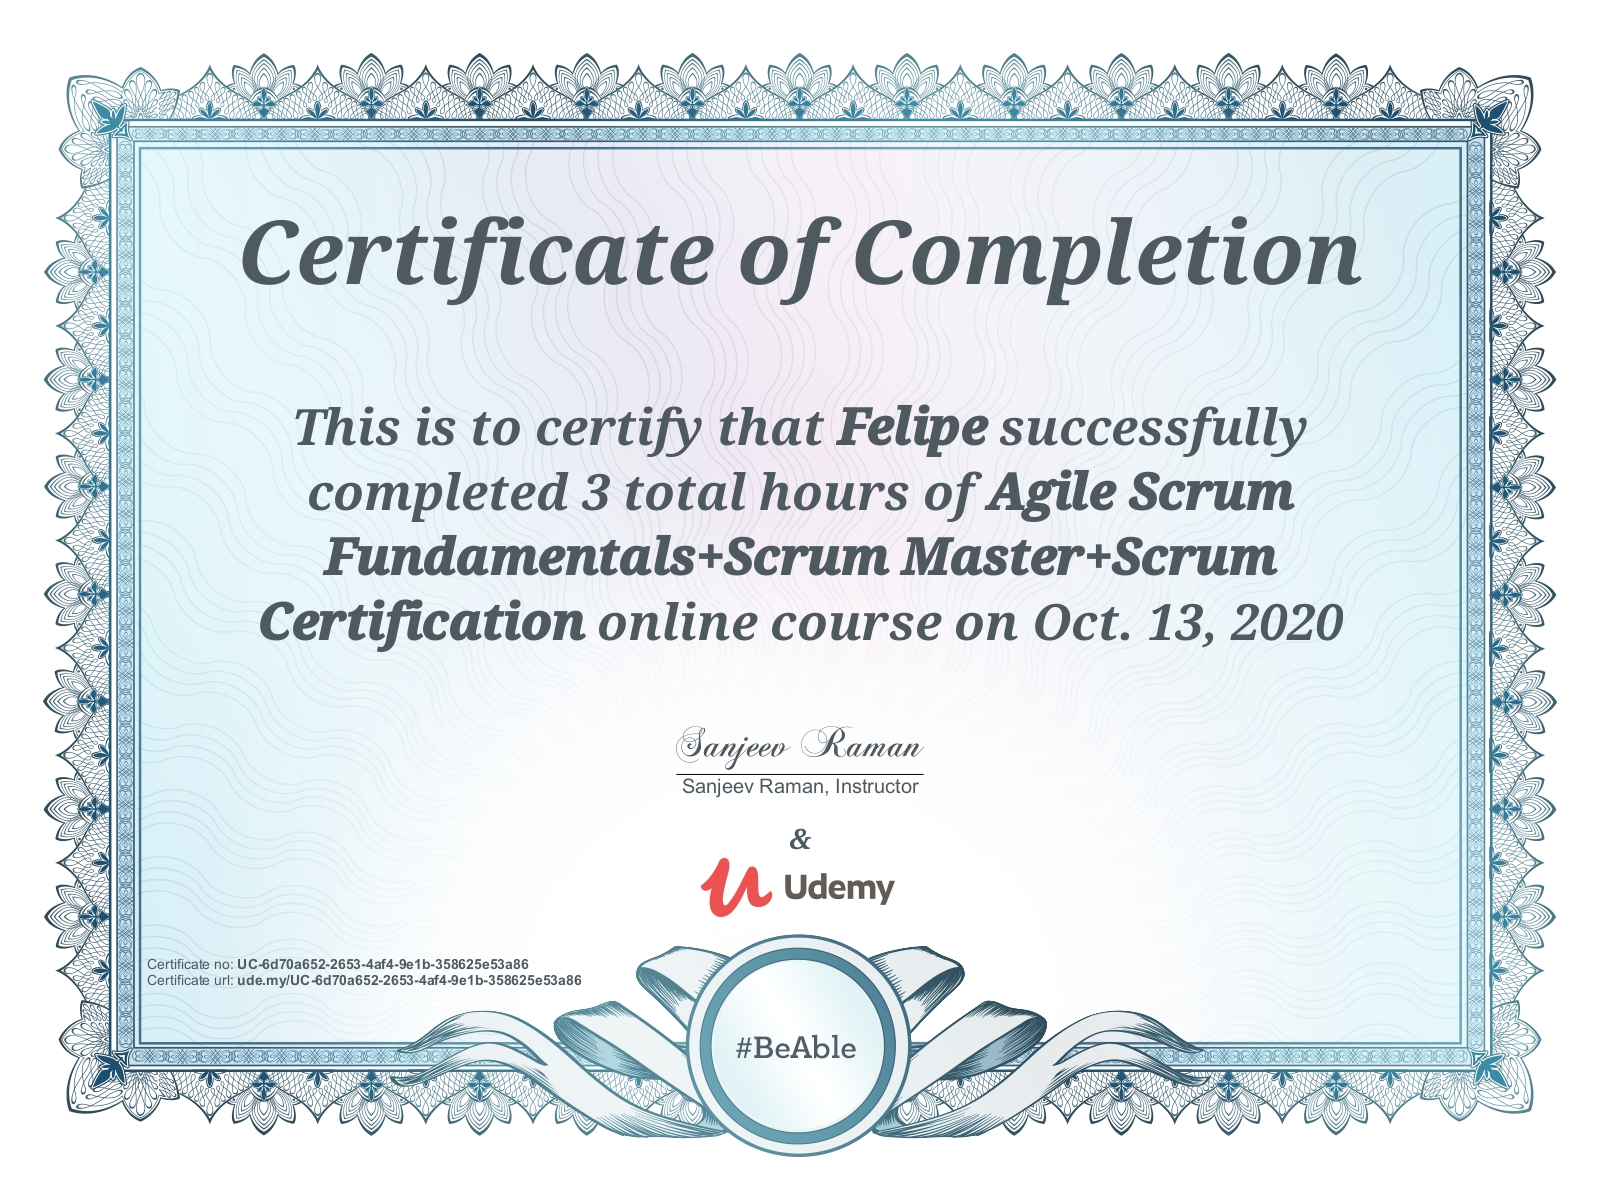 Certificate of Completion
This is to certify that Felipe successfully
completed 3 total hours of Agile Scrum
Fundamentals+Scrum Master+Scrum
Certification online course on Oct. 13, 2020
Sanjeev Raman
Sanjeev Raman, Instructor
&
Udemy
Certificate no: UC-6d70a652-2653-4af4-9e1b-358625e53a86
Certificate url: ude.my/UC-6d70a652-2653-4af4-9e1b-358625e53a86
#BeAble